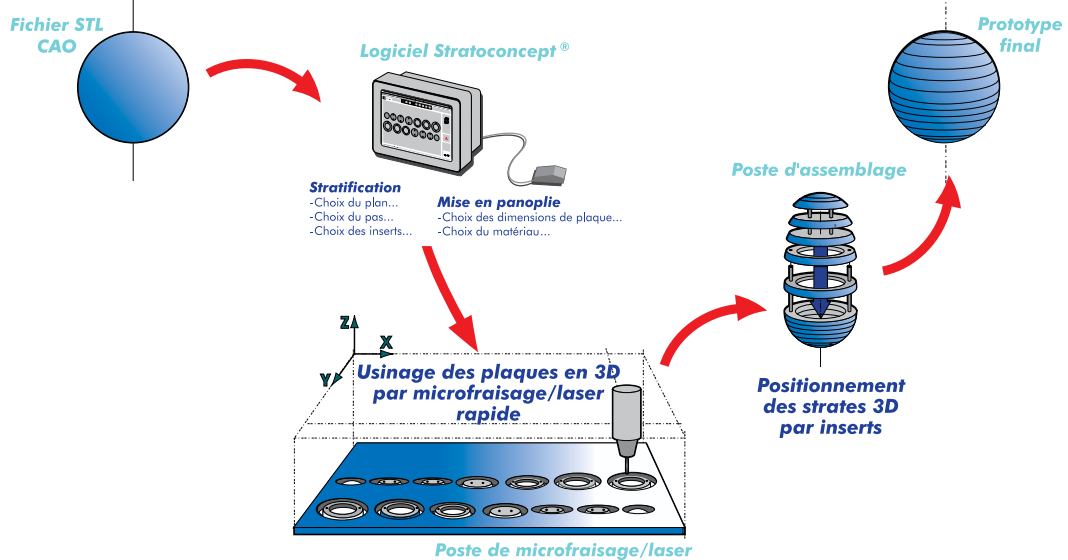 Fichier STL
CAO
Logiciel Stratoconcept ®
Stratification
-Choix du plan...
-Choix du pas...
-Choix des inserts...
Mise en panoplie
-Choix des dimensions de plaque...
-Choix du matériau...
Z
X
Y
Usinage des plaques en 3D
par microfraisage/laser
rapide
Poste de microfraisage/laser
Poste d'assemblage
Positionnement
des strates 3D
par inserts
Prototype
final